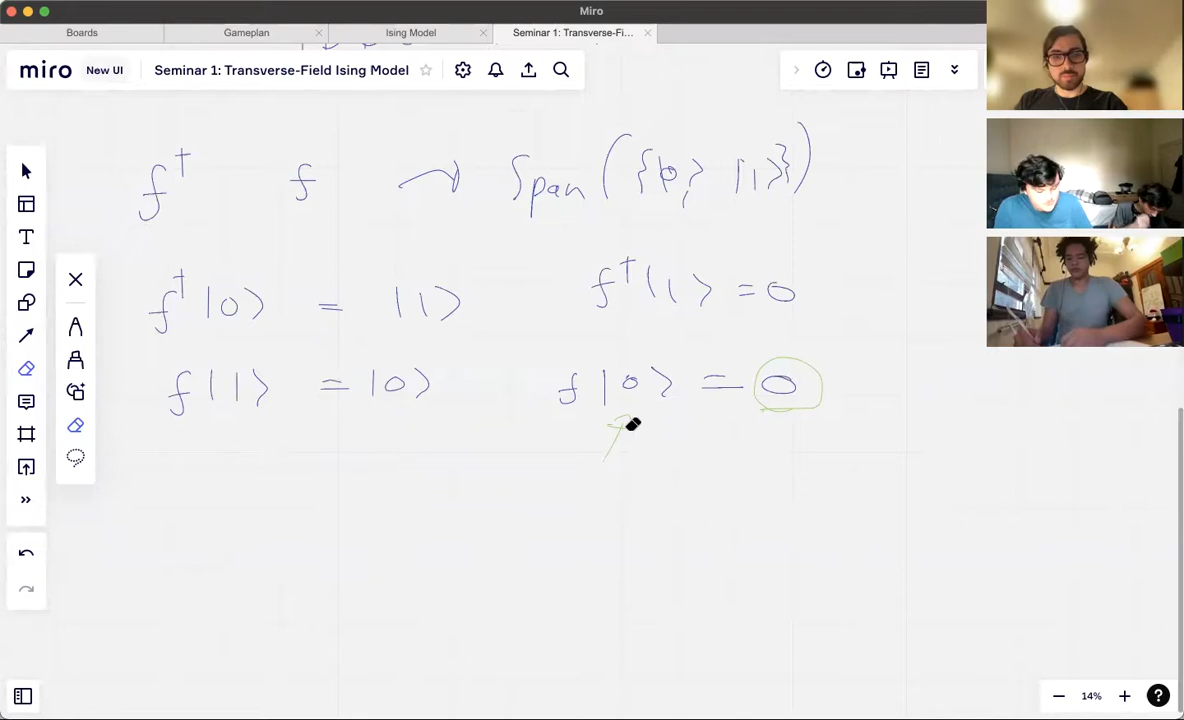 Miro
Boards
Gameplan
Ising Model
Seminar 1: Transverse-Fi...
miro
New UI
Seminar 1: Transverse-Field Ising Model
f† f → Span({|0⟩, |1⟩})
f†|0⟩ = |1⟩ f†|1⟩ = 0
f|1⟩ = |0⟩ f|0⟩ = 0
14%